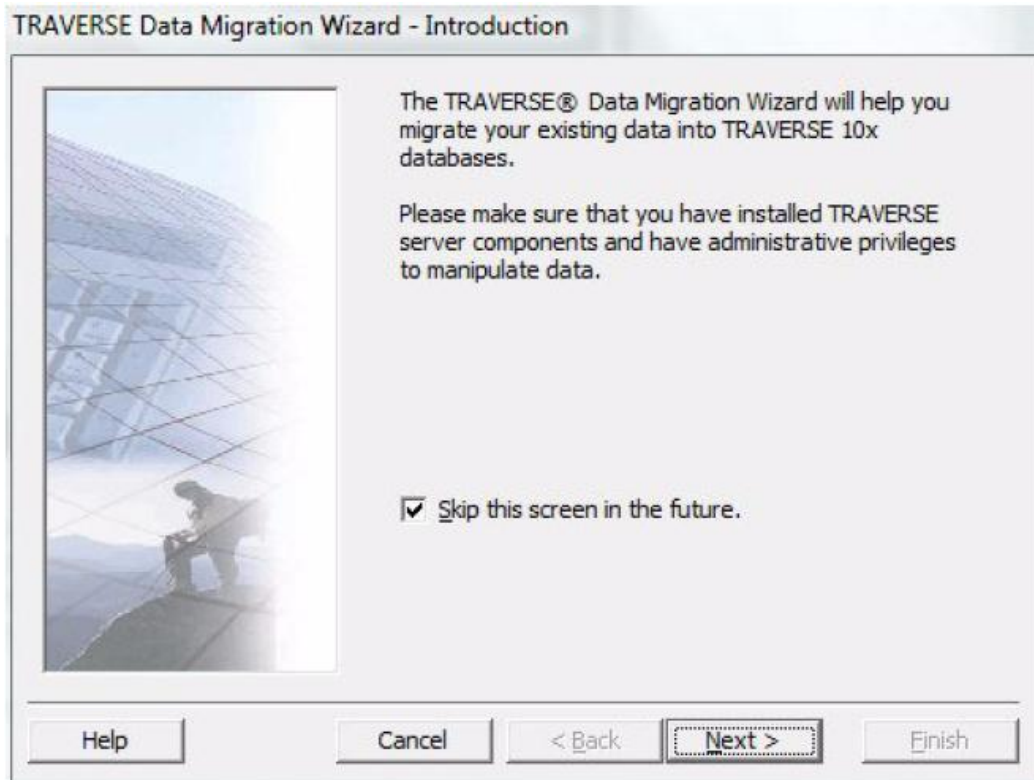 TRAVERSE Data Migration Wizard - Introduction
The TRAVERSE® Data Migration Wizard will help you
migrate your existing data into TRAVERSE 10x
databases.
Please make sure that you have installed TRAVERSE
server components and have administrative privileges
to manipulate data.
Skip this screen in the future.
Help
Cancel
< Back
Next >
Finish